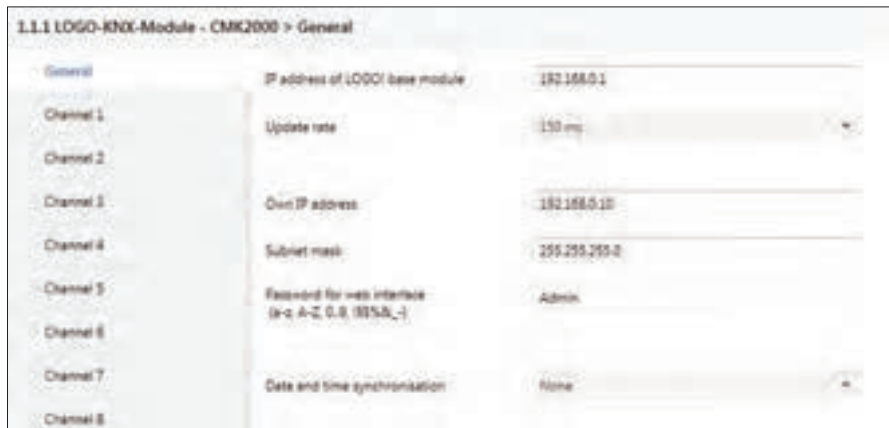 1.1.1 LOGO-KNX-Module - CMK2000 > General
General
Channel 1
Channel 2
Channel 3
Channel 4
Channel 5
Channel 6
Channel 7
Channel 8
IP address of LOGO! base module 192.168.0.1
Update rate 150 ms
Own IP address 192.168.0.10
Subnet mask 255.255.255.0
Password for web interface Admin
(a-z, A-Z, 0..9,
Date and time synchronisation None